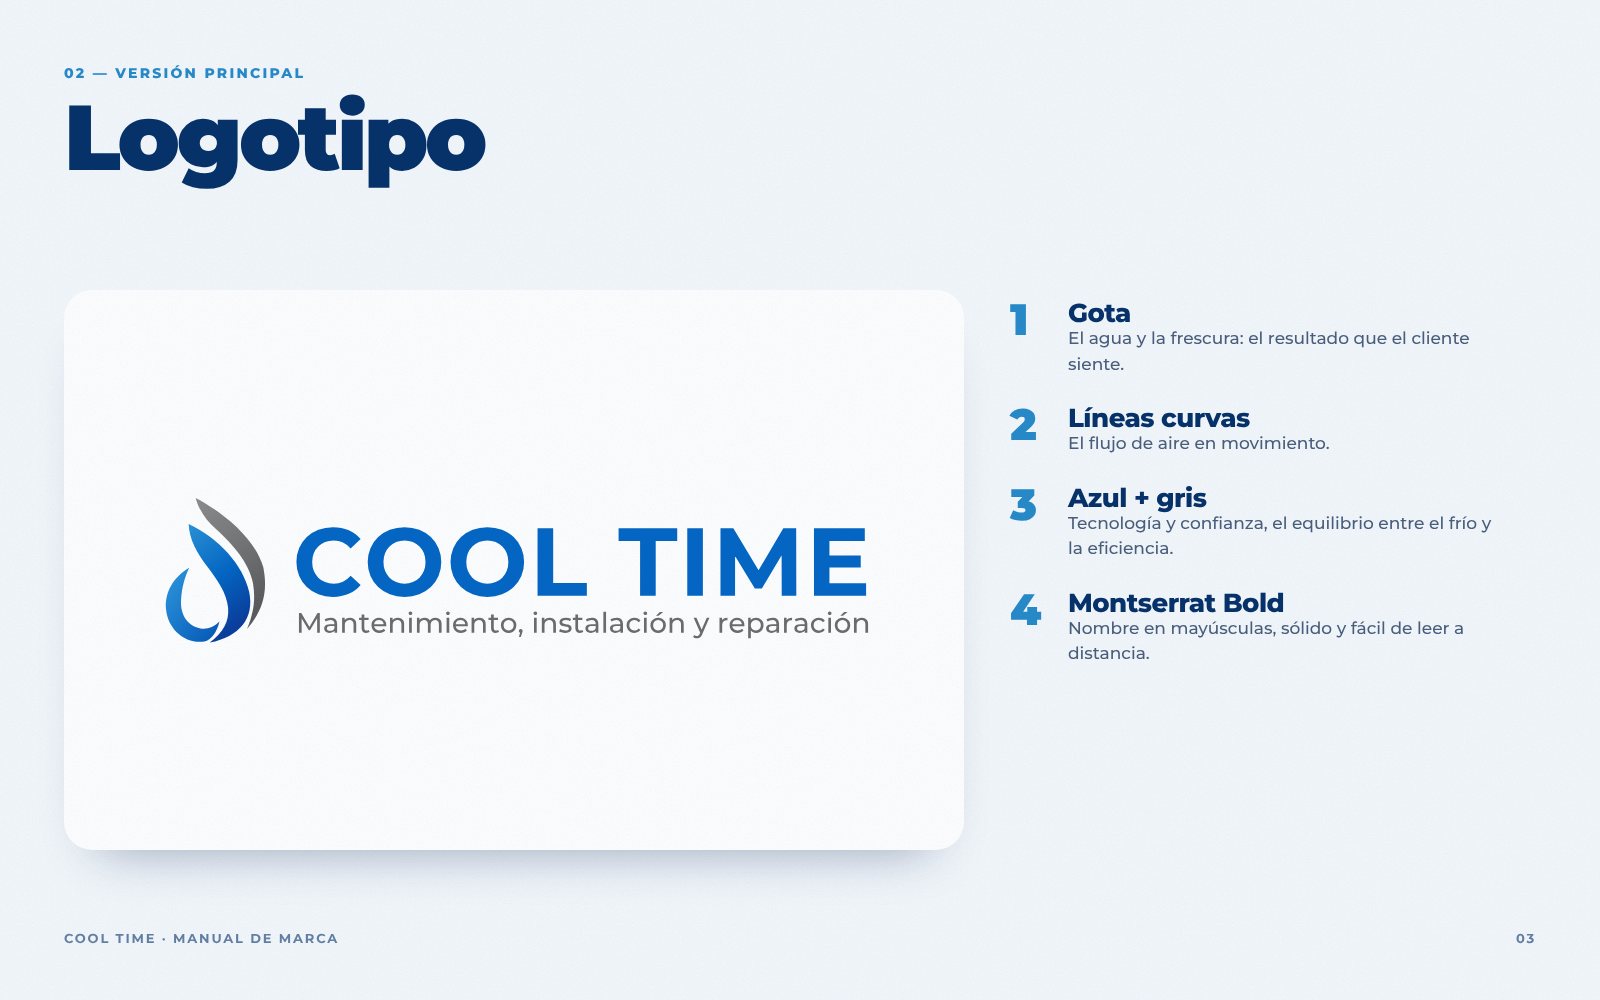 02 — VERSIÓN PRINCIPAL
Logotipo
COOL TIME
Mantenimiento, instalación y reparación
1
Gota
El agua y la frescura: el resultado que el cliente
siente.
2
Líneas curvas
El flujo de aire en movimiento.
3
Azul + gris
Tecnología y confianza, el equilibrio entre el frío y
la eficiencia.
4
Montserrat Bold
Nombre en mayúsculas, sólido y fácil de leer a
distancia.
COOL TIME · MANUAL DE MARCA
03